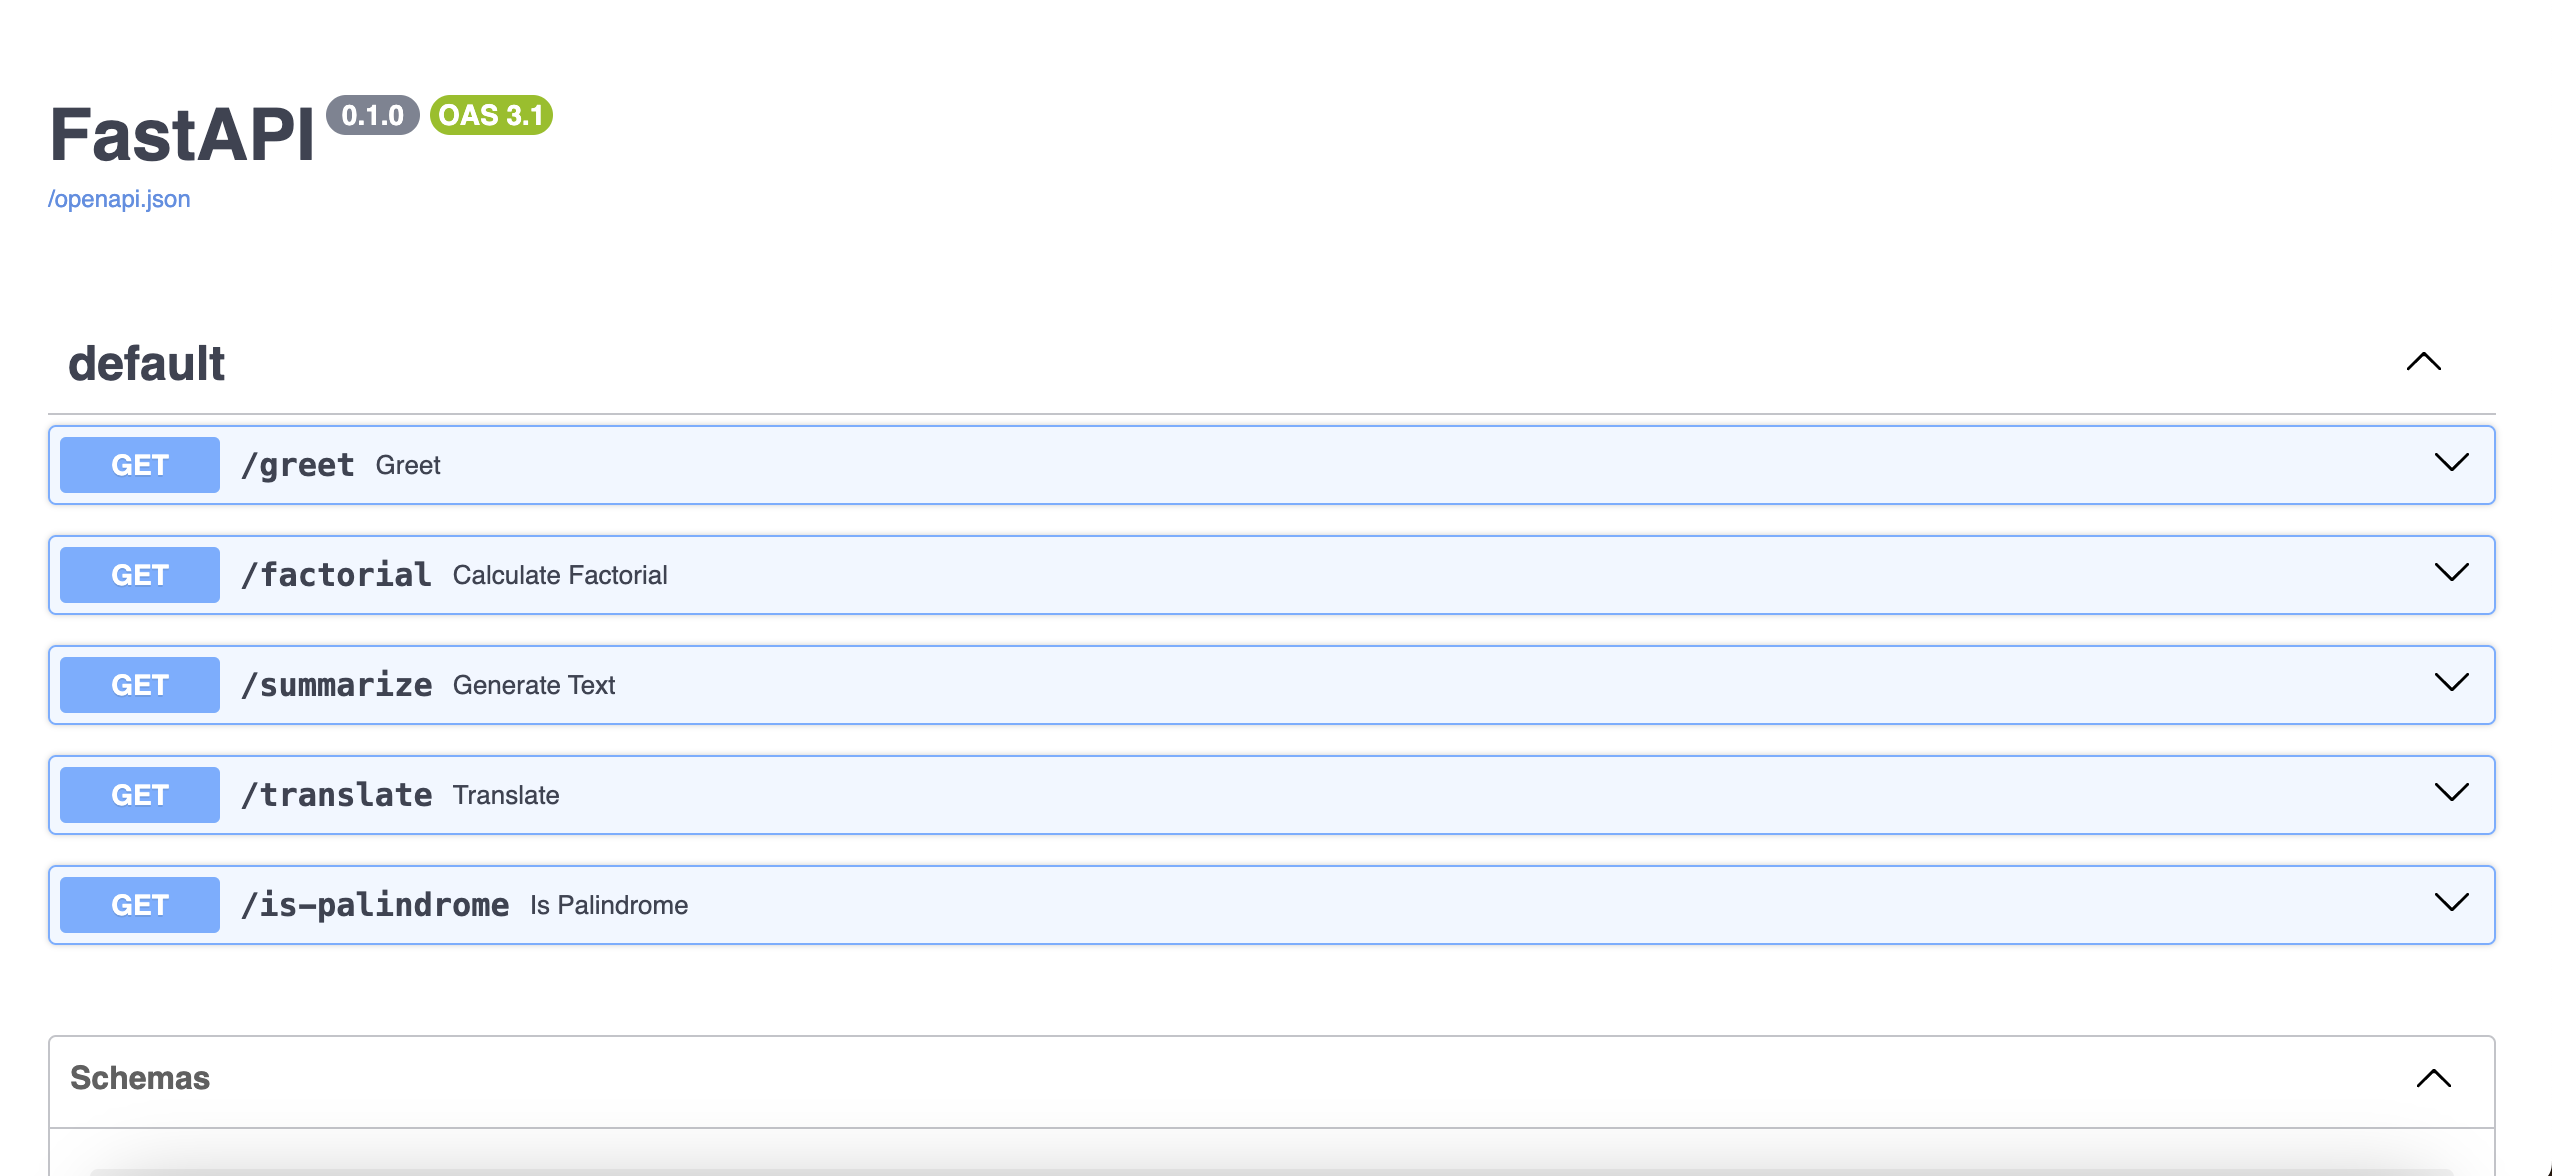 FastAPI 0.1.0 OAS 3.1
/openapi.json
default
GET /greet Greet
GET /factorial Calculate Factorial
GET /summarize Generate Text
GET /translate Translate
GET /is-palindrome Is Palindrome
Schemas